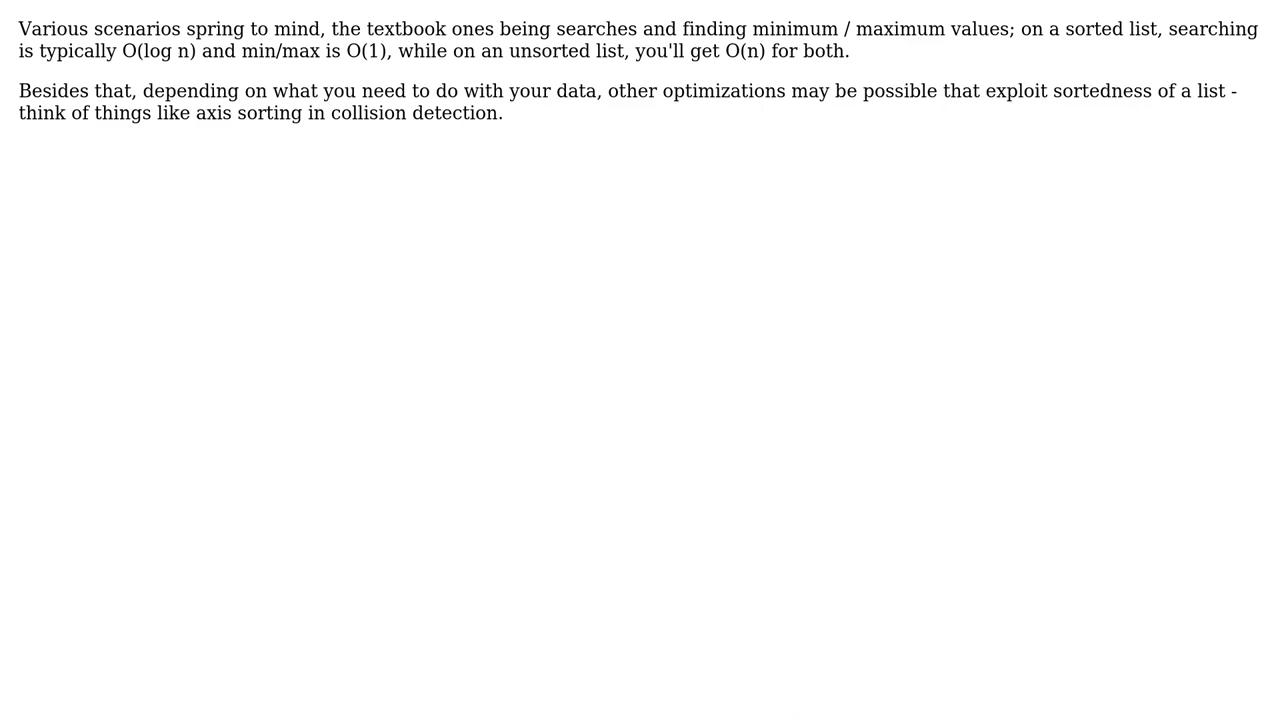 Various scenarios spring to mind, the textbook ones being searches and finding minimum / maximum values; on a sorted list, searching
is typically O(log n) and min/max is O(1), while on an unsorted list, you'll get O(n) for both.
Besides that, depending on what you need to do with your data, other optimizations may be possible that exploit sortedness of a list -
think of things like axis sorting in collision detection.